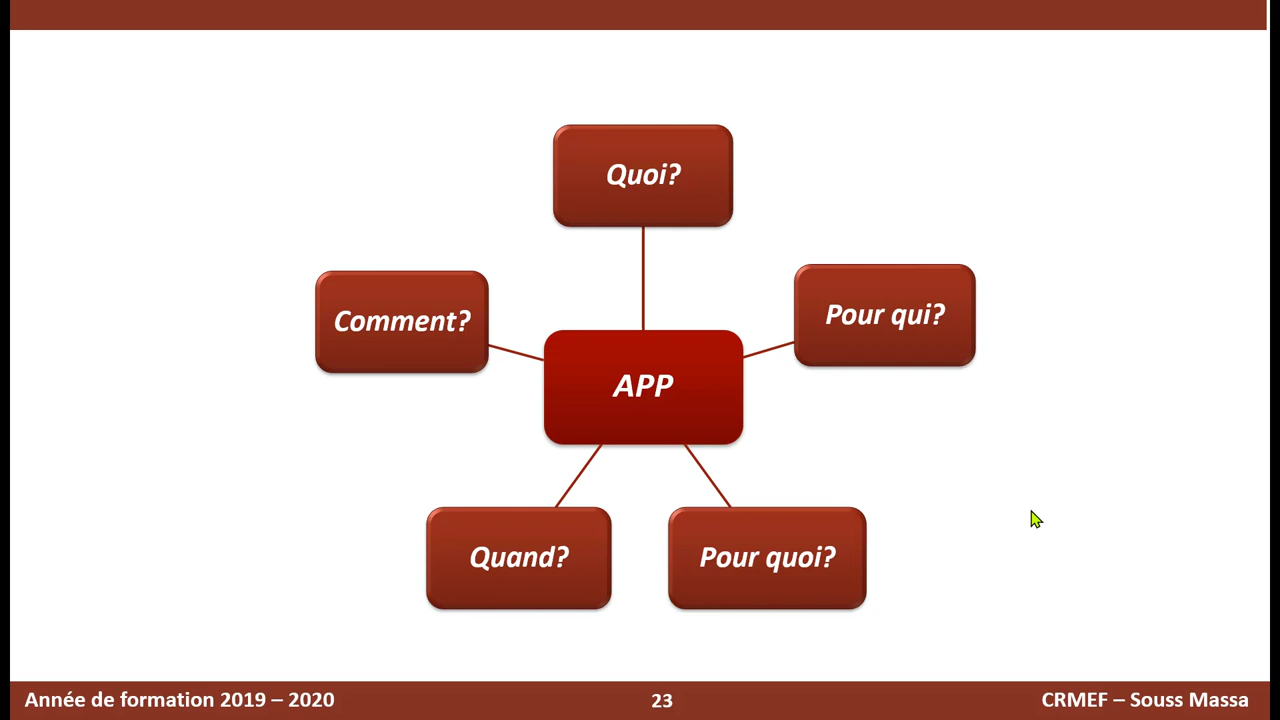 Quoi?
Pour qui?
Comment?
APP
Quand?
Pour quoi?
Année de formation 2019 – 2020
23
CRMEF – Souss Massa